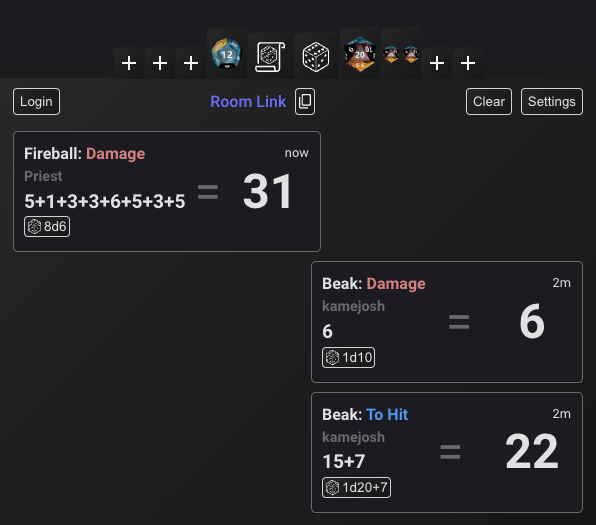 + + + 12 20 + +
Login Room Link Clear Settings
Fireball: Damage now
Priest
5+1+3+3+6+5+3+5 = 31
8d6
Beak: Damage 2m
kamejosh
6 = 6
1d10
Beak: To Hit 2m
kamejosh
15+7 = 22
1d20+7